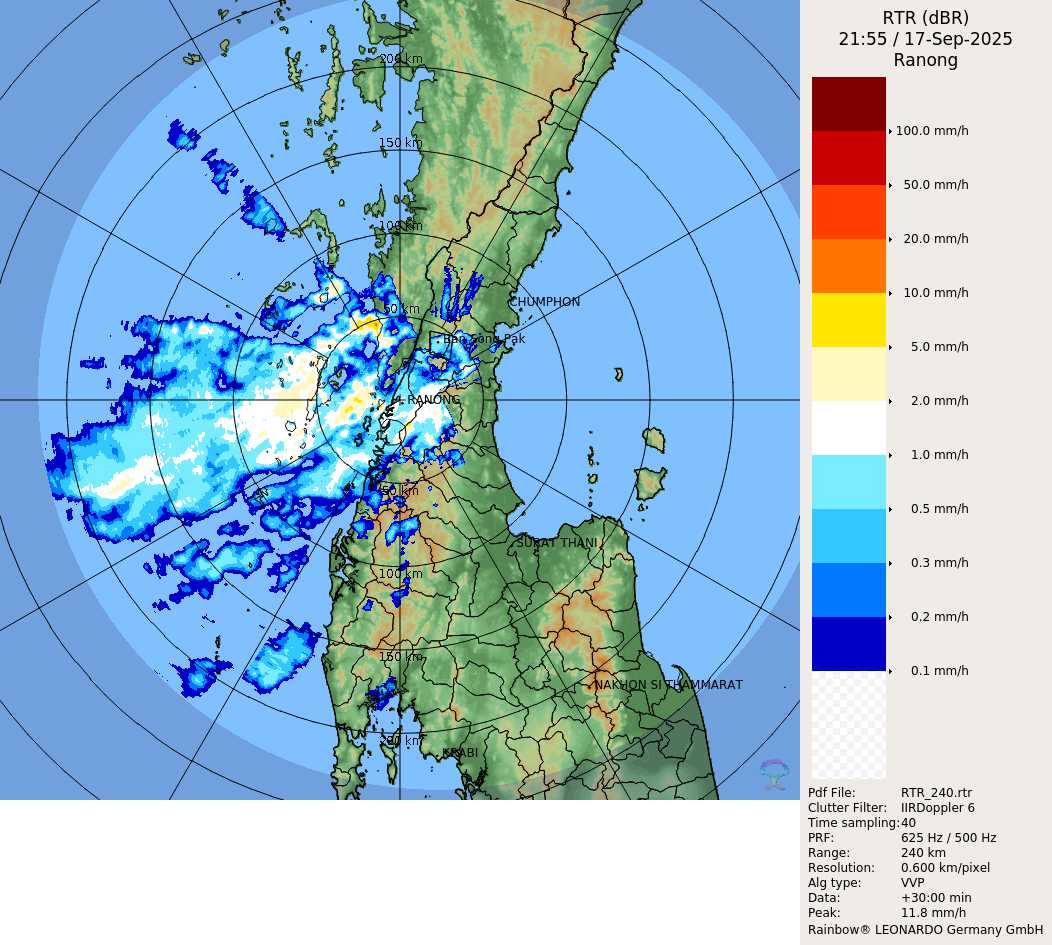 RTR (dBR)
21:55 / 17-Sep-2025
Ranong
200 km
150 km
100 km
50 km
CHUMPHON
Ban Song Pak
RANONG
50 km
SURAT THANI
100 km
150 km
NAKHON SI THAMMARAT
200 km
KRABI
100.0 mm/h
50.0 mm/h
20.0 mm/h
10.0 mm/h
5.0 mm/h
2.0 mm/h
1.0 mm/h
0.5 mm/h
0.3 mm/h
0.2 mm/h
0.1 mm/h
Pdf File: RTR_240.rtr
Clutter Filter: IIRDoppler 6
Time sampling: 40
PRF: 625 Hz / 500 Hz
Range: 240 km
Resolution: 0.600 km/pixel
Alg type: VVP
Data: +30:00 min
Peak: 11.8 mm/h
Rainbow® LEONARDO Germany GmbH